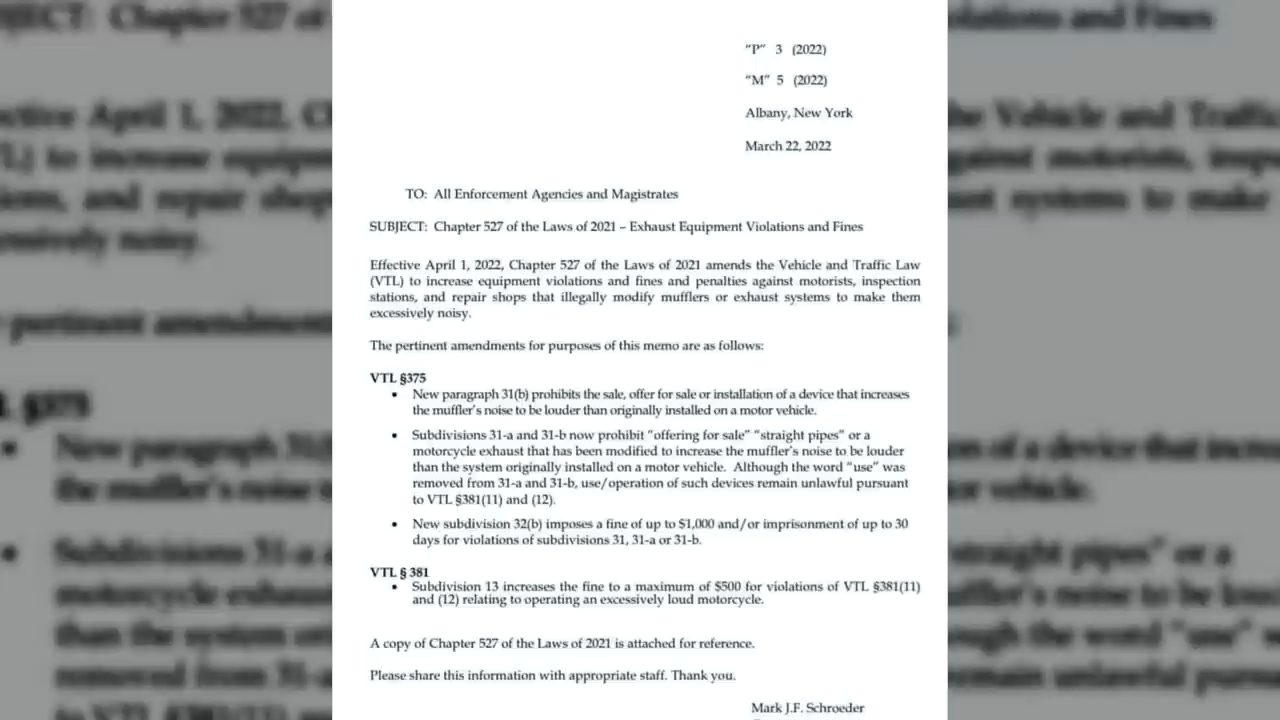 "P" 3 (2022)
"M" 5 (2022)
Albany, New York
March 22, 2022
TO: All Enforcement Agencies and Magistrates
SUBJECT: Chapter 527 of the Laws of 2021 – Exhaust Equipment Violations and Fines
Effective April 1, 2022, Chapter 527 of the Laws of 2021 amends the Vehicle and Traffic Law
(VTL) to increase equipment violations and fines and penalties against motorists, inspection
stations, and repair shops that illegally modify mufflers or exhaust systems to make them
excessively noisy.
The pertinent amendments for purposes of this memo are as follows:
VTL §375
• New paragraph 31(b) prohibits the sale, offer for sale or installation of a device that increases
the muffler's noise to be louder than originally installed on a motor vehicle.
• Subdivisions 31-a and 31-b now prohibit "offering for sale" "straight pipes" or a
motorcycle exhaust that has been modified to increase the muffler's noise to be louder
than the system originally installed on a motor vehicle. Although the word "use" was
removed from 31-a and 31-b, use/operation of such devices remain unlawful pursuant
to VTL §381(11) and (12).
• New subdivision 32(b) imposes a fine of up to $1,000 and/or imprisonment of up to 30
days for violations of subdivisions 31, 31-a or 31-b.
VTL § 381
• Subdivision 13 increases the fine to a maximum of $500 for violations of VTL §381(11)
and (12) relating to operating an excessively loud motorcycle.
A copy of Chapter 527 of the Laws of 2021 is attached for reference.
Please share this information with appropriate staff. Thank you.
Mark J.F. Schroeder